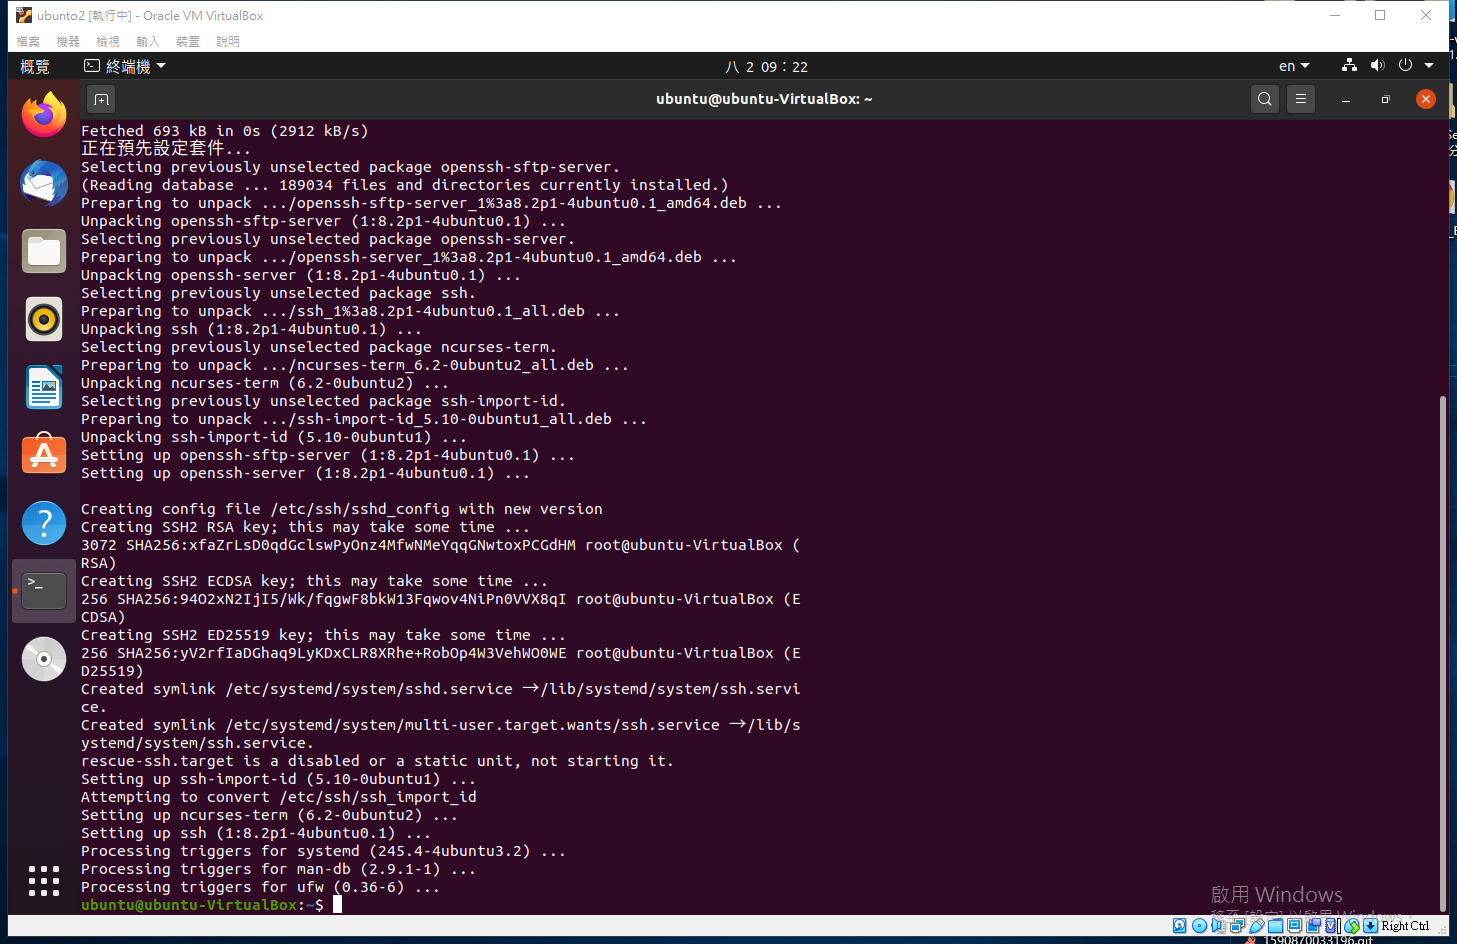 ubunto2 [執行中] - Oracle VM VirtualBox
檔案 機器 檢視 輸入 裝置 說明
概覽 終端機 八 2 09：22 en
ubuntu@ubuntu-VirtualBox: ~
Fetched 693 kB in 0s (2912 kB/s)
正在預先設定套件...
Selecting previously unselected package openssh-sftp-server.
(Reading database ... 189034 files and directories currently installed.)
Preparing to unpack .../openssh-sftp-server_1%3a8.2p1-4ubuntu0.1_amd64.deb ...
Unpacking openssh-sftp-server (1:8.2p1-4ubuntu0.1) ...
Selecting previously unselected package openssh-server.
Preparing to unpack .../openssh-server_1%3a8.2p1-4ubuntu0.1_amd64.deb ...
Unpacking openssh-server (1:8.2p1-4ubuntu0.1) ...
Selecting previously unselected package ssh.
Preparing to unpack .../ssh_1%3a8.2p1-4ubuntu0.1_all.deb ...
Unpacking ssh (1:8.2p1-4ubuntu0.1) ...
Selecting previously unselected package ncurses-term.
Preparing to unpack .../ncurses-term_6.2-0ubuntu2_all.deb ...
Unpacking ncurses-term (6.2-0ubuntu2) ...
Selecting previously unselected package ssh-import-id.
Preparing to unpack .../ssh-import-id_5.10-0ubuntu1_all.deb ...
Unpacking ssh-import-id (5.10-0ubuntu1) ...
Setting up openssh-sftp-server (1:8.2p1-4ubuntu0.1) ...
Setting up openssh-server (1:8.2p1-4ubuntu0.1) ...
Creating config file /etc/ssh/sshd_config with new version
Creating SSH2 RSA key; this may take some time ...
3072 SHA256:xfaZrLsD0qdGclswPyOnz4MfwNMeYqqGNwtoxPCGdHM root@ubuntu-VirtualBox (
RSA)
Creating SSH2 ECDSA key; this may take some time ...
256 SHA256:94O2xN2IjI5/Wk/fqgwF8bkW13Fqwov4NiPn0VVX8qI root@ubuntu-VirtualBox (E
CDSA)
Creating SSH2 ED25519 key; this may take some time ...
256 SHA256:yV2rfIaDGhaq9LyKDxCLR8XRhe+RobOp4W3VehWO0WE root@ubuntu-VirtualBox (E
D25519)
Created symlink /etc/systemd/system/sshd.service →/lib/systemd/system/ssh.servi
ce.
Created symlink /etc/systemd/system/multi-user.target.wants/ssh.service →/lib/s
ystemd/system/ssh.service.
rescue-ssh.target is a disabled or a static unit, not starting it.
Setting up ssh-import-id (5.10-0ubuntu1) ...
Attempting to convert /etc/ssh/ssh_import_id
Setting up ncurses-term (6.2-0ubuntu2) ...
Setting up ssh (1:8.2p1-4ubuntu0.1) ...
Processing triggers for systemd (245.4-4ubuntu3.2) ...
Processing triggers for man-db (2.9.1-1) ...
Processing triggers for ufw (0.36-6) ...
ubuntu@ubuntu-VirtualBox:~$
啟用 Windows
Right Ctrl
1590870033196.gif